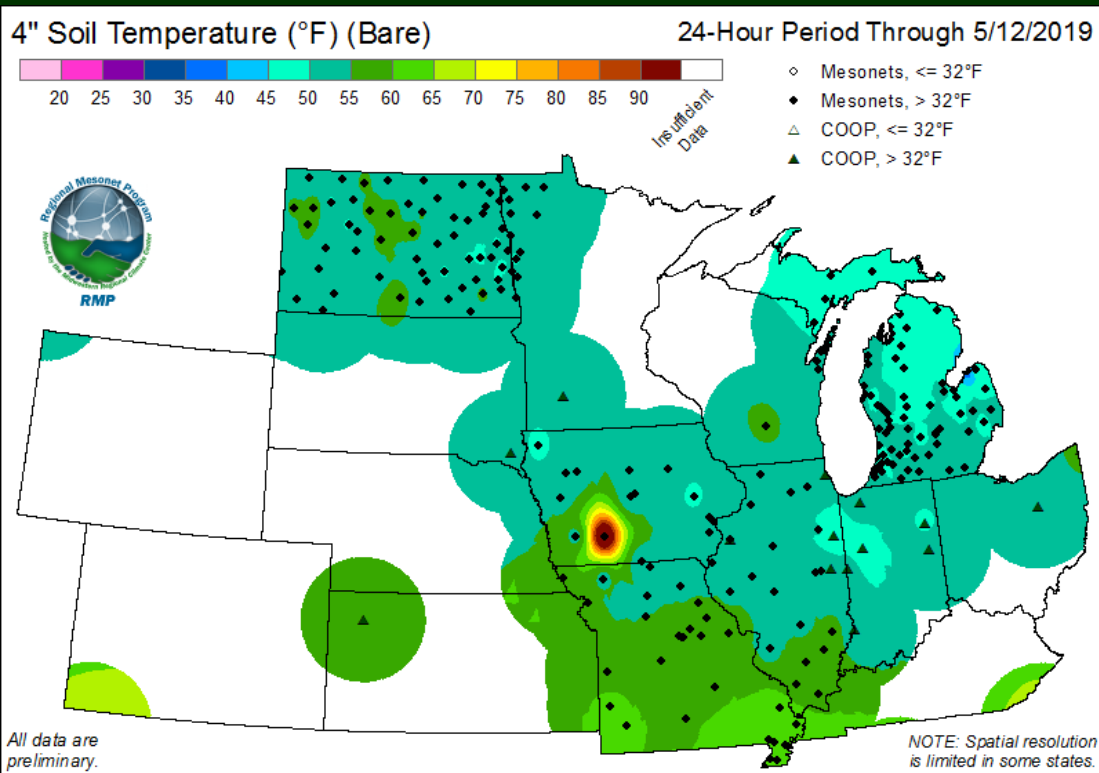 4" Soil Temperature (°F) (Bare)
24-Hour Period Through 5/12/2019
20 25 30 35 40 45 50 55 60 65 70 75 80 85 90
Insufficient
Data
Mesonets, <= 32°F
Mesonets, > 32°F
COOP, <= 32°F
COOP, > 32°F
Regional Mesonet Program
RMP
All data are
preliminary.
NOTE: Spatial resolution
is limited in some states.